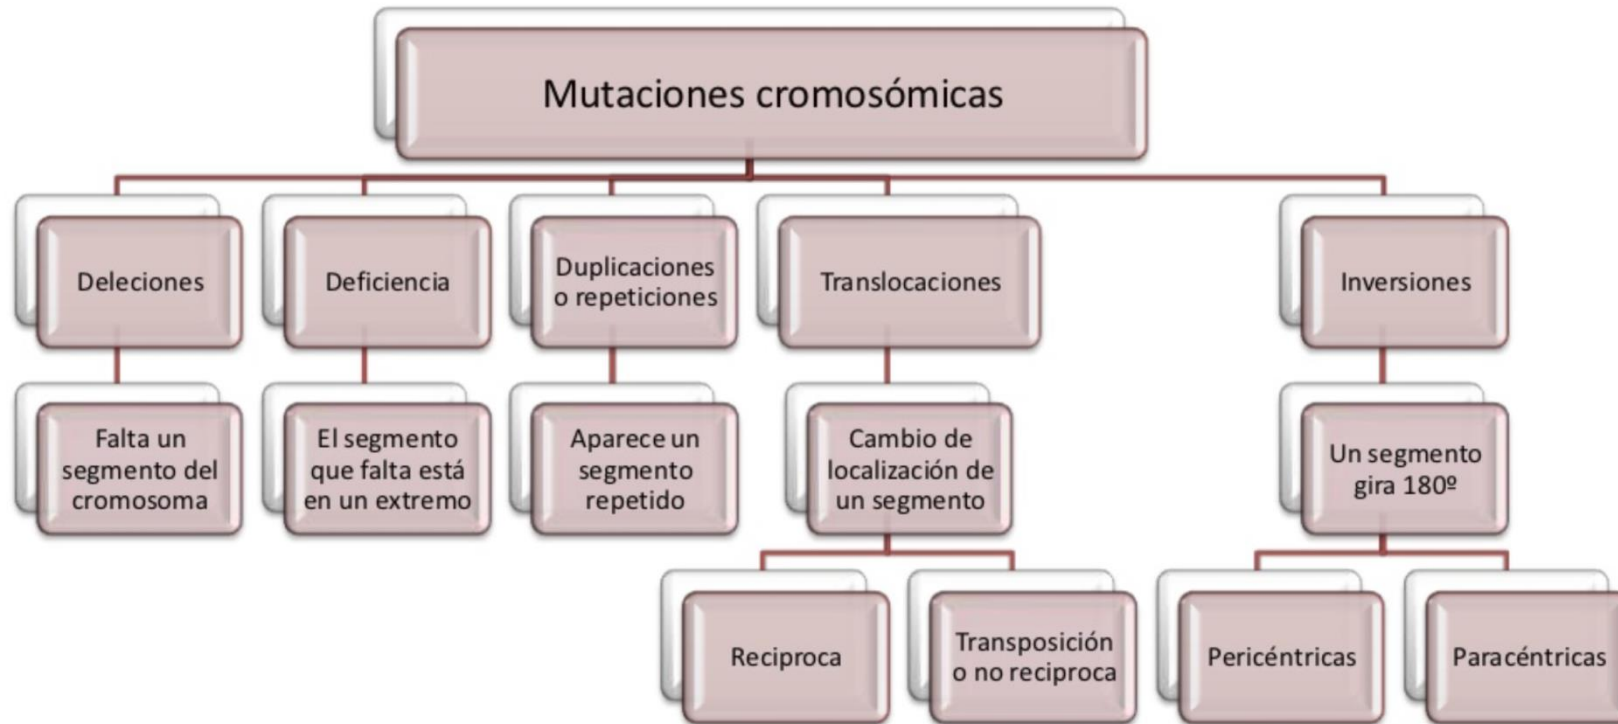 Mutaciones cromosómicas
Deleciones
Deficiencia
Duplicaciones
o repeticiones
Translocaciones
Inversiones
Falta un
segmento del
cromosoma
El segmento
que falta está
en un extremo
Aparece un
segmento
repetido
Cambio de
localización de
un segmento
Un segmento
gira 180º
Reciproca
Transposición
o no reciproca
Pericéntricas
Paracéntricas